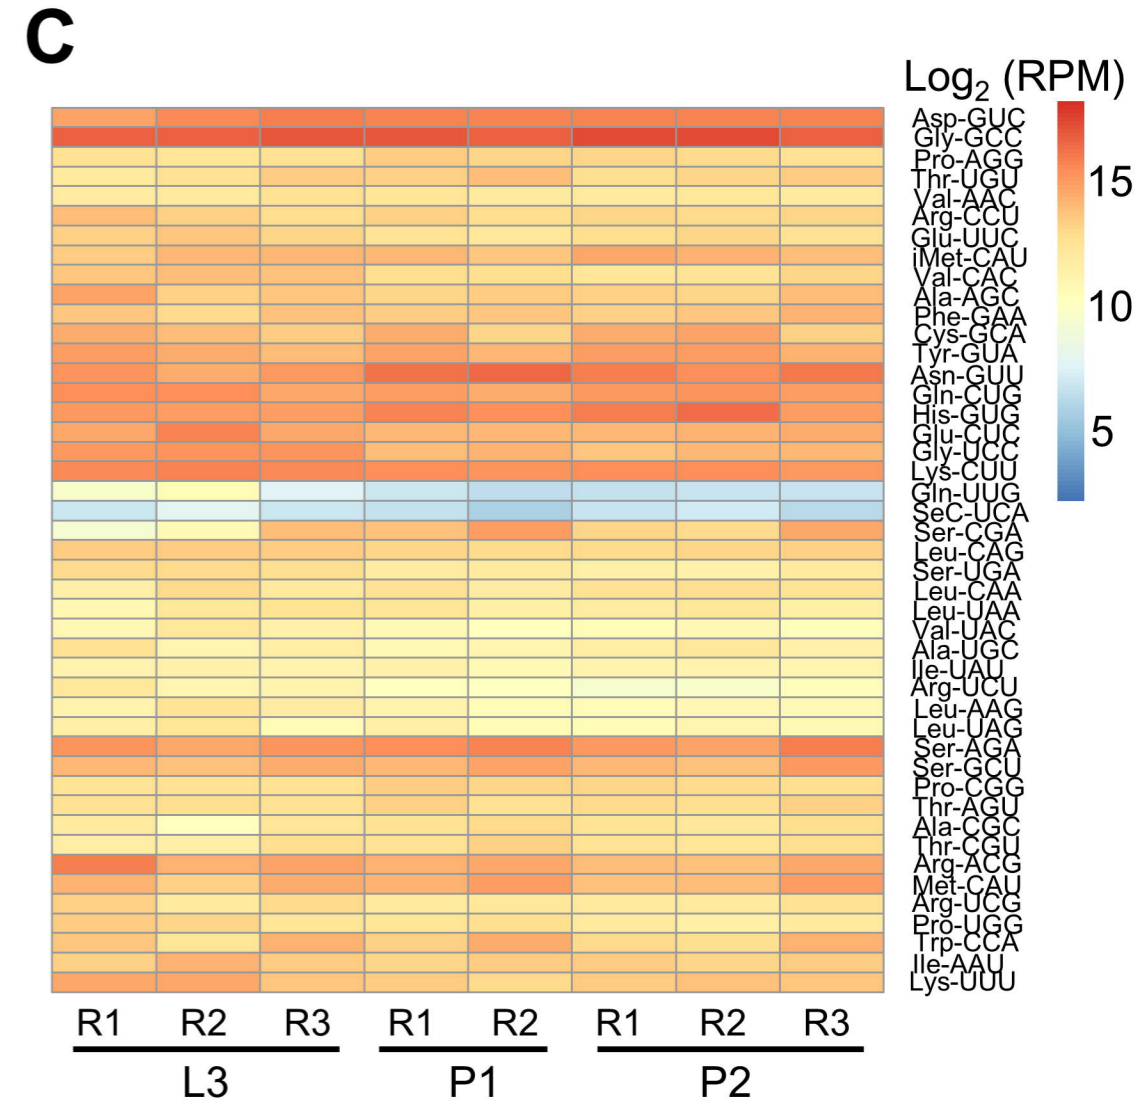 C
Log2 (RPM)
Asp-GUC
Gly-GCC
Pro-AGG
Thr-UGU
Val-AAC
Arg-CCU
Glu-UUC
iMet-CAU
Val-CAC
Ala-AGC
Phe-GAA
Cys-GCA
Tyr-GUA
Asn-GUU
Gln-CUG
His-GUG
Glu-CUC
Gly-UCC
Lys-CUU
Gln-UUG
SeC-UCA
Ser-CGA
Leu-CAG
Ser-UGA
Leu-CAA
Leu-UAA
Val-UAC
Ala-UGC
Ile-UAU
Arg-UCU
Leu-AAG
Leu-UAG
Ser-AGA
Ser-GCU
Pro-CGG
Thr-AGU
Ala-CGC
Thr-CGU
Arg-ACG
Met-CAU
Arg-UCG
Pro-UGG
Trp-CCA
Ile-AAU
Lys-UUU
15
10
5
R1 R2 R3 R1 R2 R1 R2 R3
L3 P1 P2